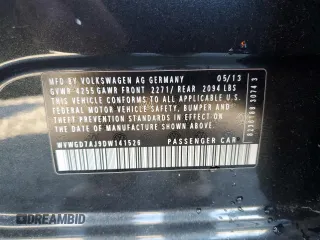 MFD. BY VOLKSWAGEN AG GERMANY 05/13
GVWR 4255 GAWR FRONT 2271/ REAR 2094 LBS
THIS VEHICLE CONFORMS TO ALL APPLICABLE U.S.
FEDERAL MOTOR VEHICLE SAFETY, BUMPER, AND
THEFT PREVENTION STANDARDS IN EFFECT ON THE
DATE OF MANUFACTURE SHOWN ABOVE.
WVWGD7AJ9DW141526 PASSENGER CAR
©AUTOBIDMASTER